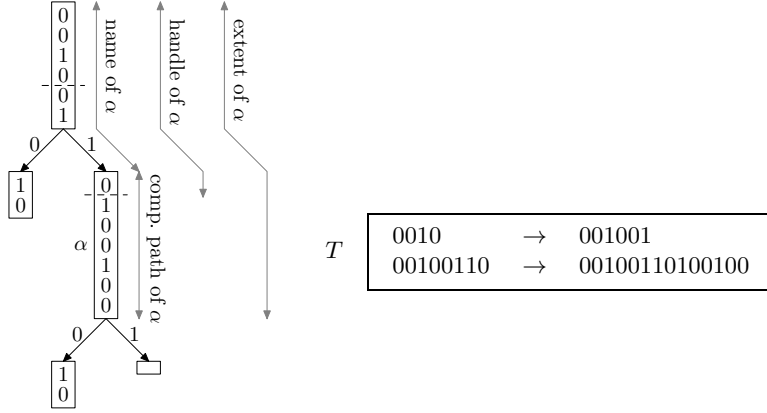 0
0
1
0
0
1
name of α
handle of α
extent of α
0 1
1
0
0
1
0
0
1
0
0
α
comp. path of α
0 1
1
0
T
0010 → 001001
00100110 → 00100110100100